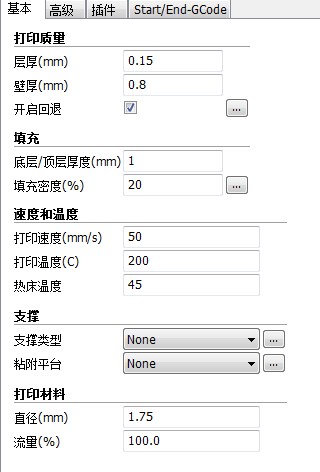 基本 高级 插件 Start/End-GCode
打印质量
层厚(mm) 0.15
壁厚(mm) 0.8
开启回退 ...
填充
底层/顶层厚度(mm) 1
填充密度(%) 20 ...
速度和温度
打印速度(mm/s) 50
打印温度(C) 200
热床温度 45
支撑
支撑类型 None ...
粘附平台 None ...
打印材料
直径(mm) 1.75
流量(%) 100.0